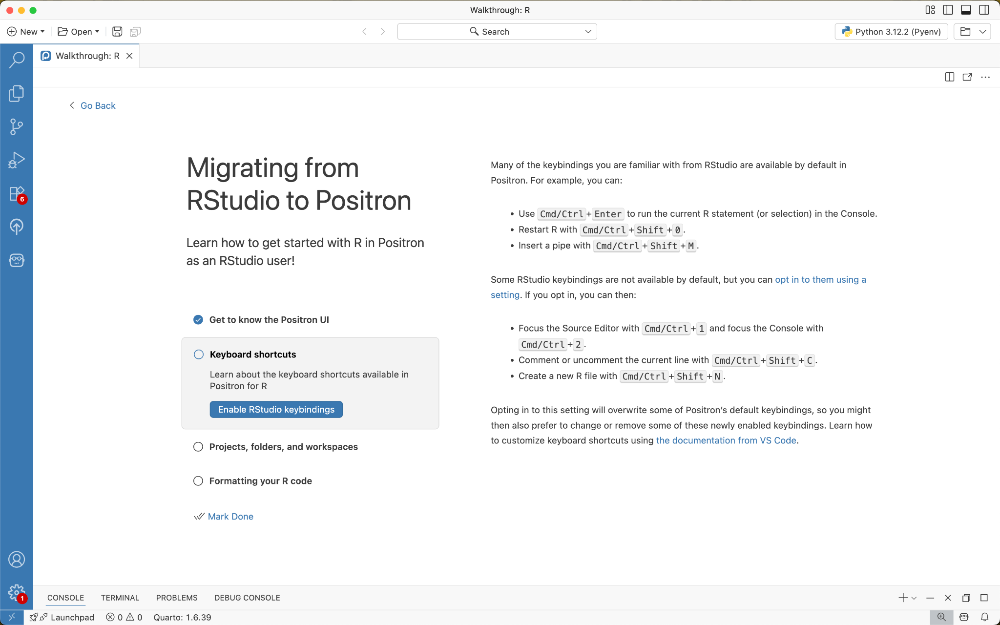 Walkthrough: R
New
Open
Search
Python 3.12.2 (Pyenv)
Walkthrough: R
Go Back
Migrating from
RStudio to Positron
Learn how to get started with R in Positron
as an RStudio user!
Get to know the Positron UI
Keyboard shortcuts
Learn about the keyboard shortcuts available in
Positron for R
Enable RStudio keybindings
Projects, folders, and workspaces
Formatting your R code
Mark Done
Many of the keybindings you are familiar with from RStudio are available by default in
Positron. For example, you can:
• Use Cmd/Ctrl+Enter to run the current R statement (or selection) in the Console.
• Restart R with Cmd/Ctrl+Shift+0.
• Insert a pipe with Cmd/Ctrl+Shift+M.
Some RStudio keybindings are not available by default, but you can opt in to them using a
setting. If you opt in, you can then:
• Focus the Source Editor with Cmd/Ctrl+1 and focus the Console with
Cmd/Ctrl+2.
• Comment or uncomment the current line with Cmd/Ctrl+Shift+C.
• Create a new R file with Cmd/Ctrl+Shift+N.
Opting in to this setting will overwrite some of Positron’s default keybindings, so you might
then also prefer to change or remove some of these newly enabled keybindings. Learn how
to customize keyboard shortcuts using the documentation from VS Code.
6
1
CONSOLE TERMINAL PROBLEMS DEBUG CONSOLE
Launchpad 0 0 Quarto: 1.6.39